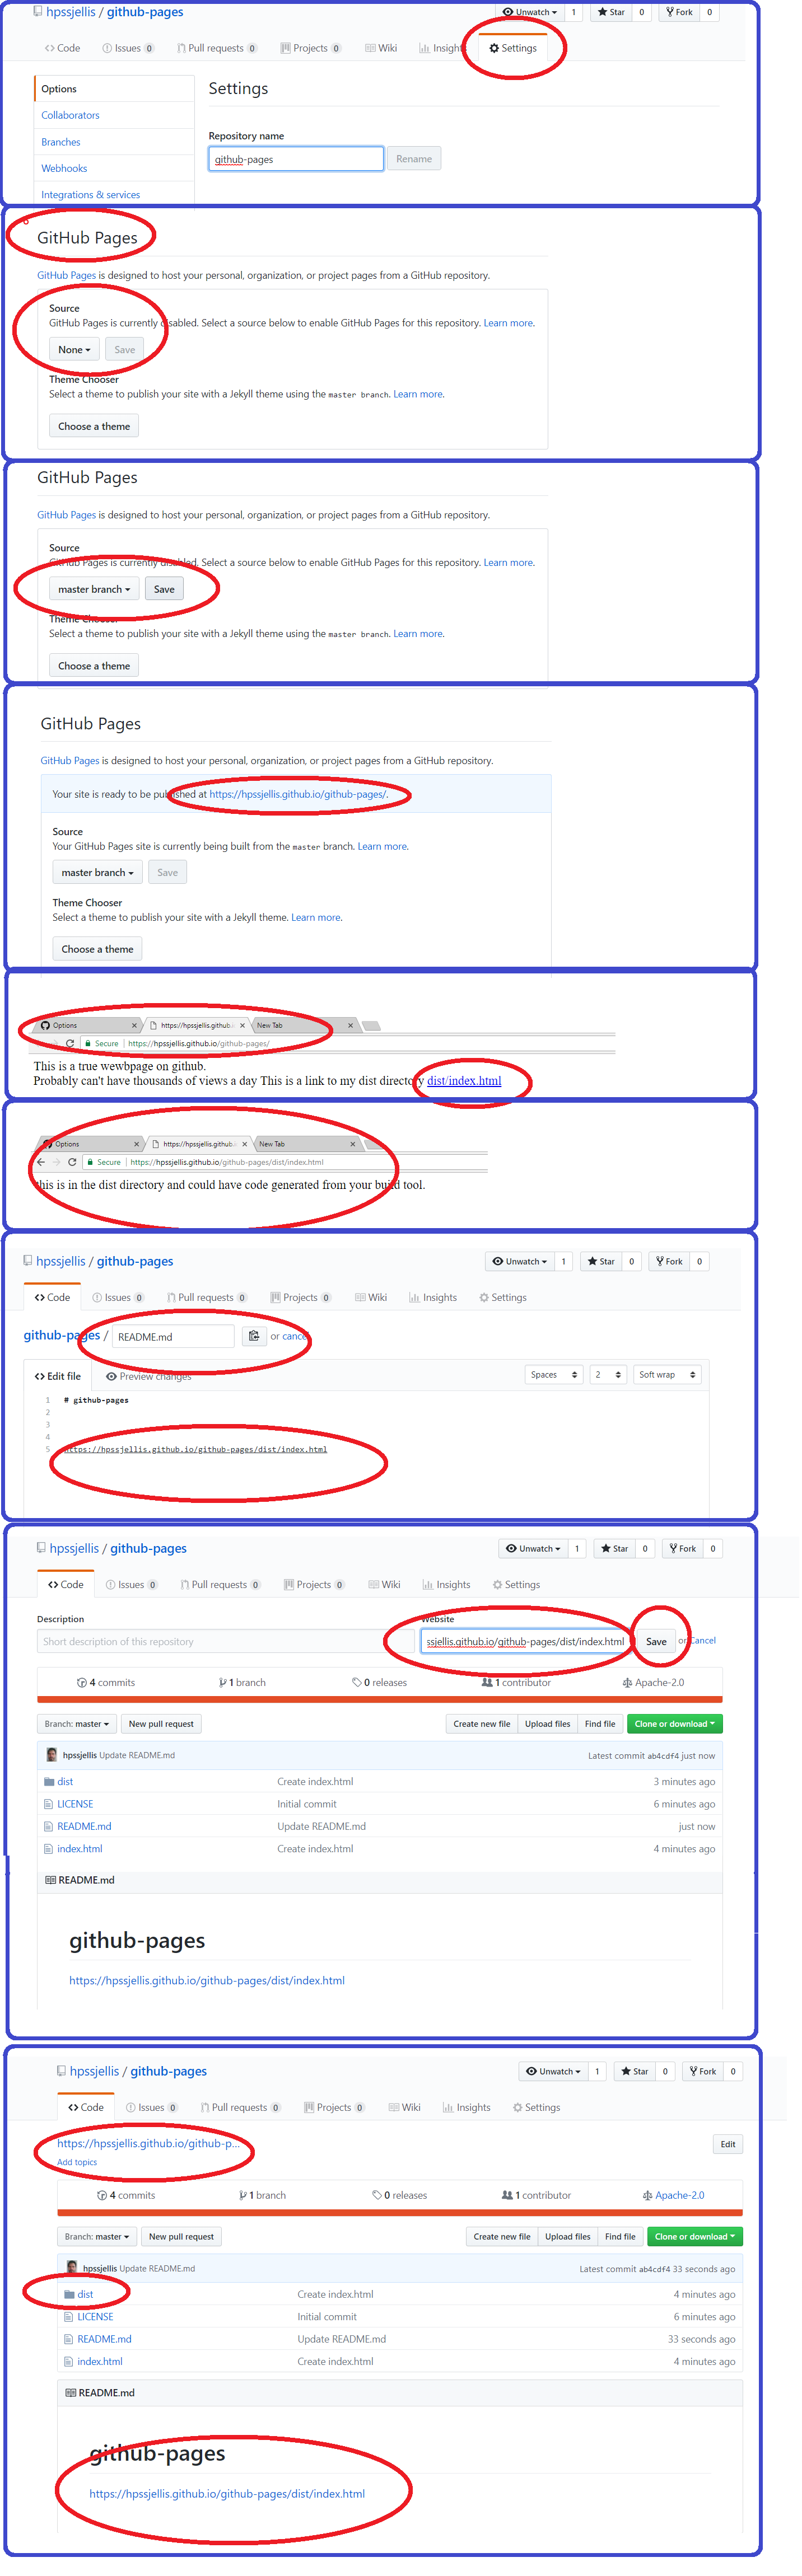 hpssjellis / github-pages
Unwatch 1 Star 0 Fork 0
Code Issues 0 Pull requests 0 Projects 0 Wiki Insights Settings
Options
Collaborators
Branches
Webhooks
Integrations & services
Settings
Repository name
github-pages Rename
GitHub Pages
GitHub Pages is designed to host your personal, organization, or project pages from a GitHub repository.
Source
GitHub Pages is currently disabled. Select a source below to enable GitHub Pages for this repository. Learn more.
None Save
Theme Chooser
Select a theme to publish your site with a Jekyll theme using the master branch. Learn more.
Choose a theme
GitHub Pages
GitHub Pages is designed to host your personal, organization, or project pages from a GitHub repository.
Source
GitHub Pages is currently disabled. Select a source below to enable GitHub Pages for this repository. Learn more.
master branch Save
Theme Chooser
Select a theme to publish your site with a Jekyll theme using the master branch. Learn more.
Choose a theme
GitHub Pages
GitHub Pages is designed to host your personal, organization, or project pages from a GitHub repository.
Your site is ready to be published at https://hpssjellis.github.io/github-pages/.
Source
Your GitHub Pages site is currently being built from the master branch. Learn more.
master branch Save
Theme Chooser
Select a theme to publish your site with a Jekyll theme. Learn more.
Choose a theme
Options https://hpssjellis.github. New Tab
Secure https://hpssjellis.github.io/github-pages/
This is a true wewbpage on github.
Probably can't have thousands of views a day This is a link to my dist directory dist/index.html
Options https://hpssjellis.github. New Tab
Secure https://hpssjellis.github.io/github-pages/dist/index.html
this is in the dist directory and could have code generated from your build tool.
hpssjellis / github-pages
Unwatch 1 Star 0 Fork 0
Code Issues 0 Pull requests 0 Projects 0 Wiki Insights Settings
github-pages / README.md or cancel
Edit file Preview changes Spaces 2 Soft wrap
1 # github-pages
2
3
4
5 https://hpssjellis.github.io/github-pages/dist/index.html
hpssjellis / github-pages
Unwatch 1 Star 0 Fork 0
Code Issues 0 Pull requests 0 Projects 0 Wiki Insights Settings
Description Website
Short description of this repository ssjellis.github.io/github-pages/dist/index.html Save or Cancel
4 commits 1 branch 0 releases 1 contributor Apache-2.0
Branch: master New pull request Create new file Upload files Find file Clone or download
hpssjellis Update README.md Latest commit ab4cdf4 just now
dist Create index.html 3 minutes ago
LICENSE Initial commit 6 minutes ago
README.md Update README.md just now
index.html Create index.html 4 minutes ago
README.md
github-pages
https://hpssjellis.github.io/github-pages/dist/index.html
hpssjellis / github-pages
Unwatch 1 Star 0 Fork 0
Code Issues 0 Pull requests 0 Projects 0 Wiki Insights Settings
https://hpssjellis.github.io/github-p... Edit
Add topics
4 commits 1 branch 0 releases 1 contributor Apache-2.0
Branch: master New pull request Create new file Upload files Find file Clone or download
hpssjellis Update README.md Latest commit ab4cdf4 33 seconds ago
dist Create index.html 4 minutes ago
LICENSE Initial commit 6 minutes ago
README.md Update README.md 33 seconds ago
index.html Create index.html 4 minutes ago
README.md
github-pages
https://hpssjellis.github.io/github-pages/dist/index.html